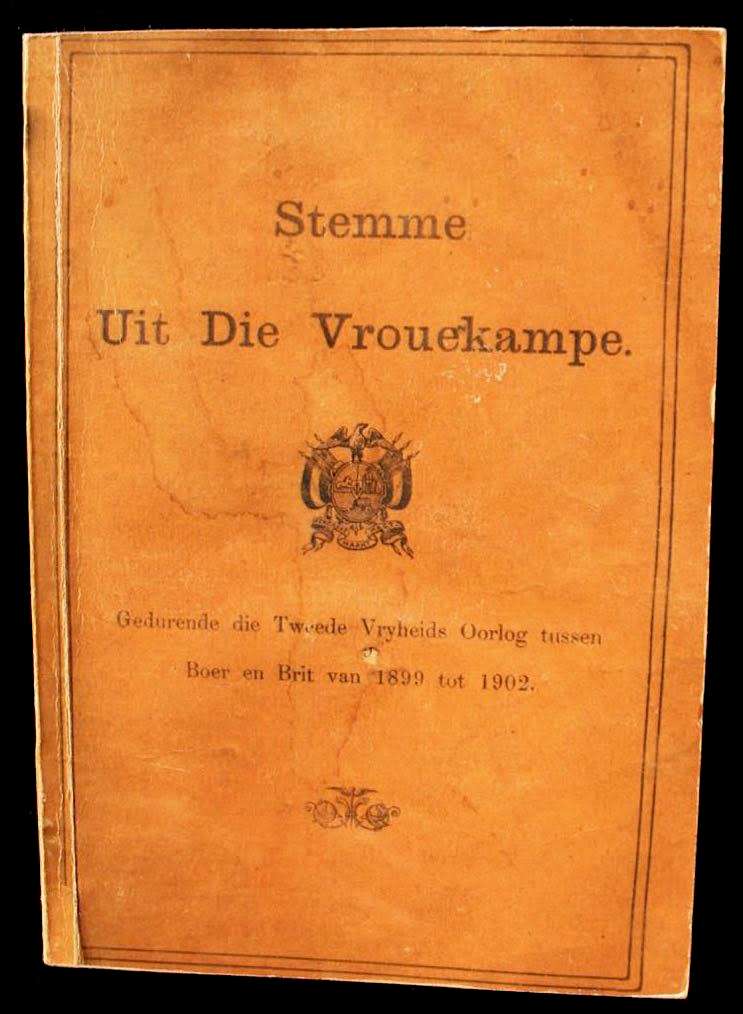 Stemme
Uit Die Vrouekampe.
Gedurende die Tweede Vryheids Oorlog tussen
Boer en Brit van 1899 tot 1902.